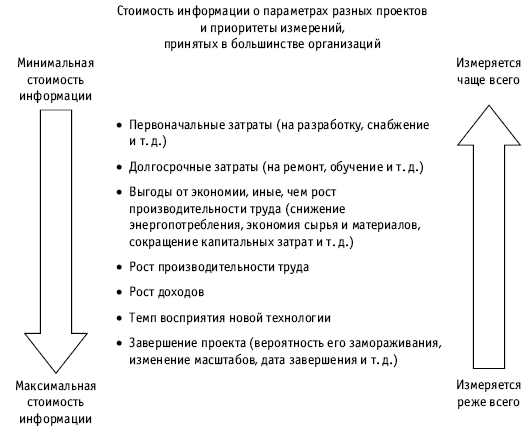 Стоимость информации о параметрах разных проектов
и приоритеты измерений,
принятых в большинстве организаций
Минимальная
стоимость
информации
Измеряется
чаще всего
• Первоначальные затраты (на разработку, снабжение
и т. д.)
• Долгосрочные затраты (на ремонт, обучение и т. д.)
• Выгоды от экономии, иные, чем рост
производительности труда (снижение
энергопотребления, экономия сырья и материалов,
сокращение капитальных затрат и т. д.)
• Рост производительности труда
• Рост доходов
• Темп восприятия новой технологии
• Завершение проекта (вероятность его замораживания,
изменение масштабов, дата завершения и т. д.)
Максимальная
стоимость
информации
Измеряется
реже всего